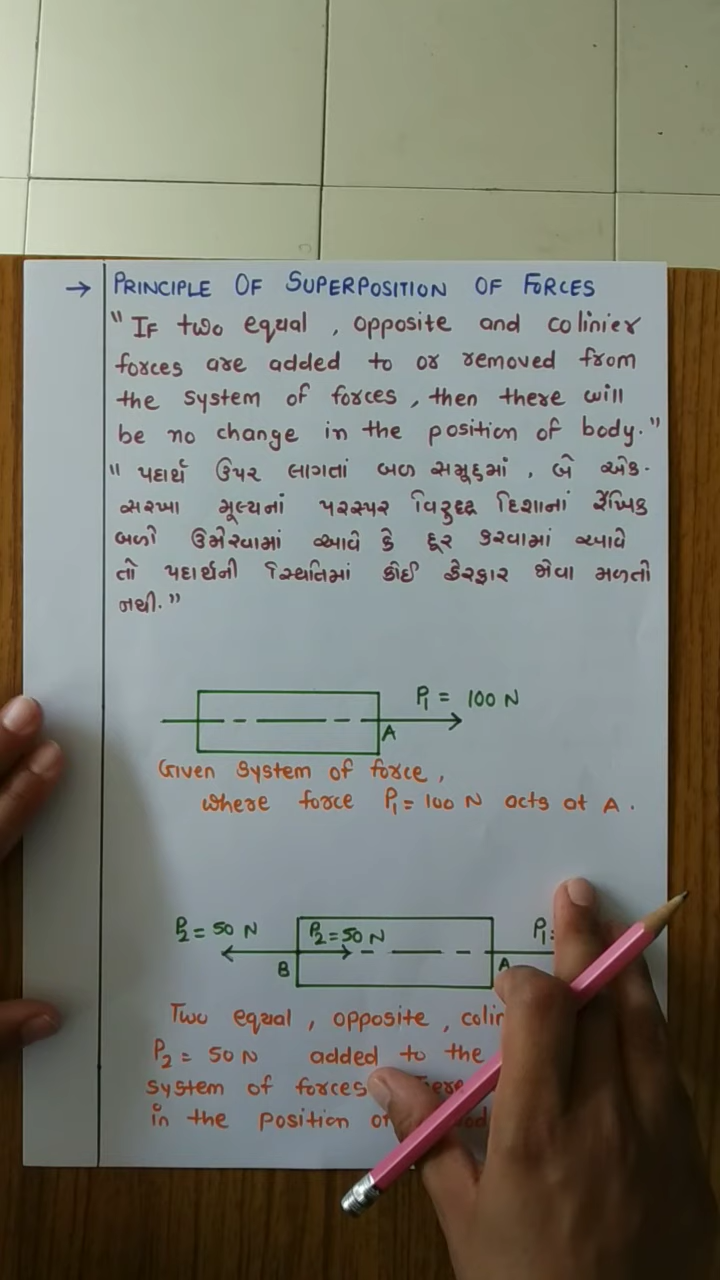 → PRINCIPLE OF SUPERPOSITION OF FORCES
"IF two equal, opposite and colinier
forces are added to or removed from
the system of forces, then there will
be no change in the position of body."
"પદાર્થ ઉપર લાગતાં બળ સમૂહમાં, બે એક-
સરખા મૂલ્યનાં પરસ્પર વિરુદ્ધ દિશાનાં રૈખિક
બળો ઉમેરવામાં આવે કે દૂર કરવામાં આવે
તો પદાર્થની સ્થિતિમાં કોઈ ફેરફાર જોવા મળતો
નથી."
P₁ = 100 N
A
Given system of force,
where force P₁ = 100 N acts at A.
P₂ = 50 N P₂ = 50 N P₁=
B A
Two equal, opposite,
P₂ = 50 N added to the
system of forces
in the position